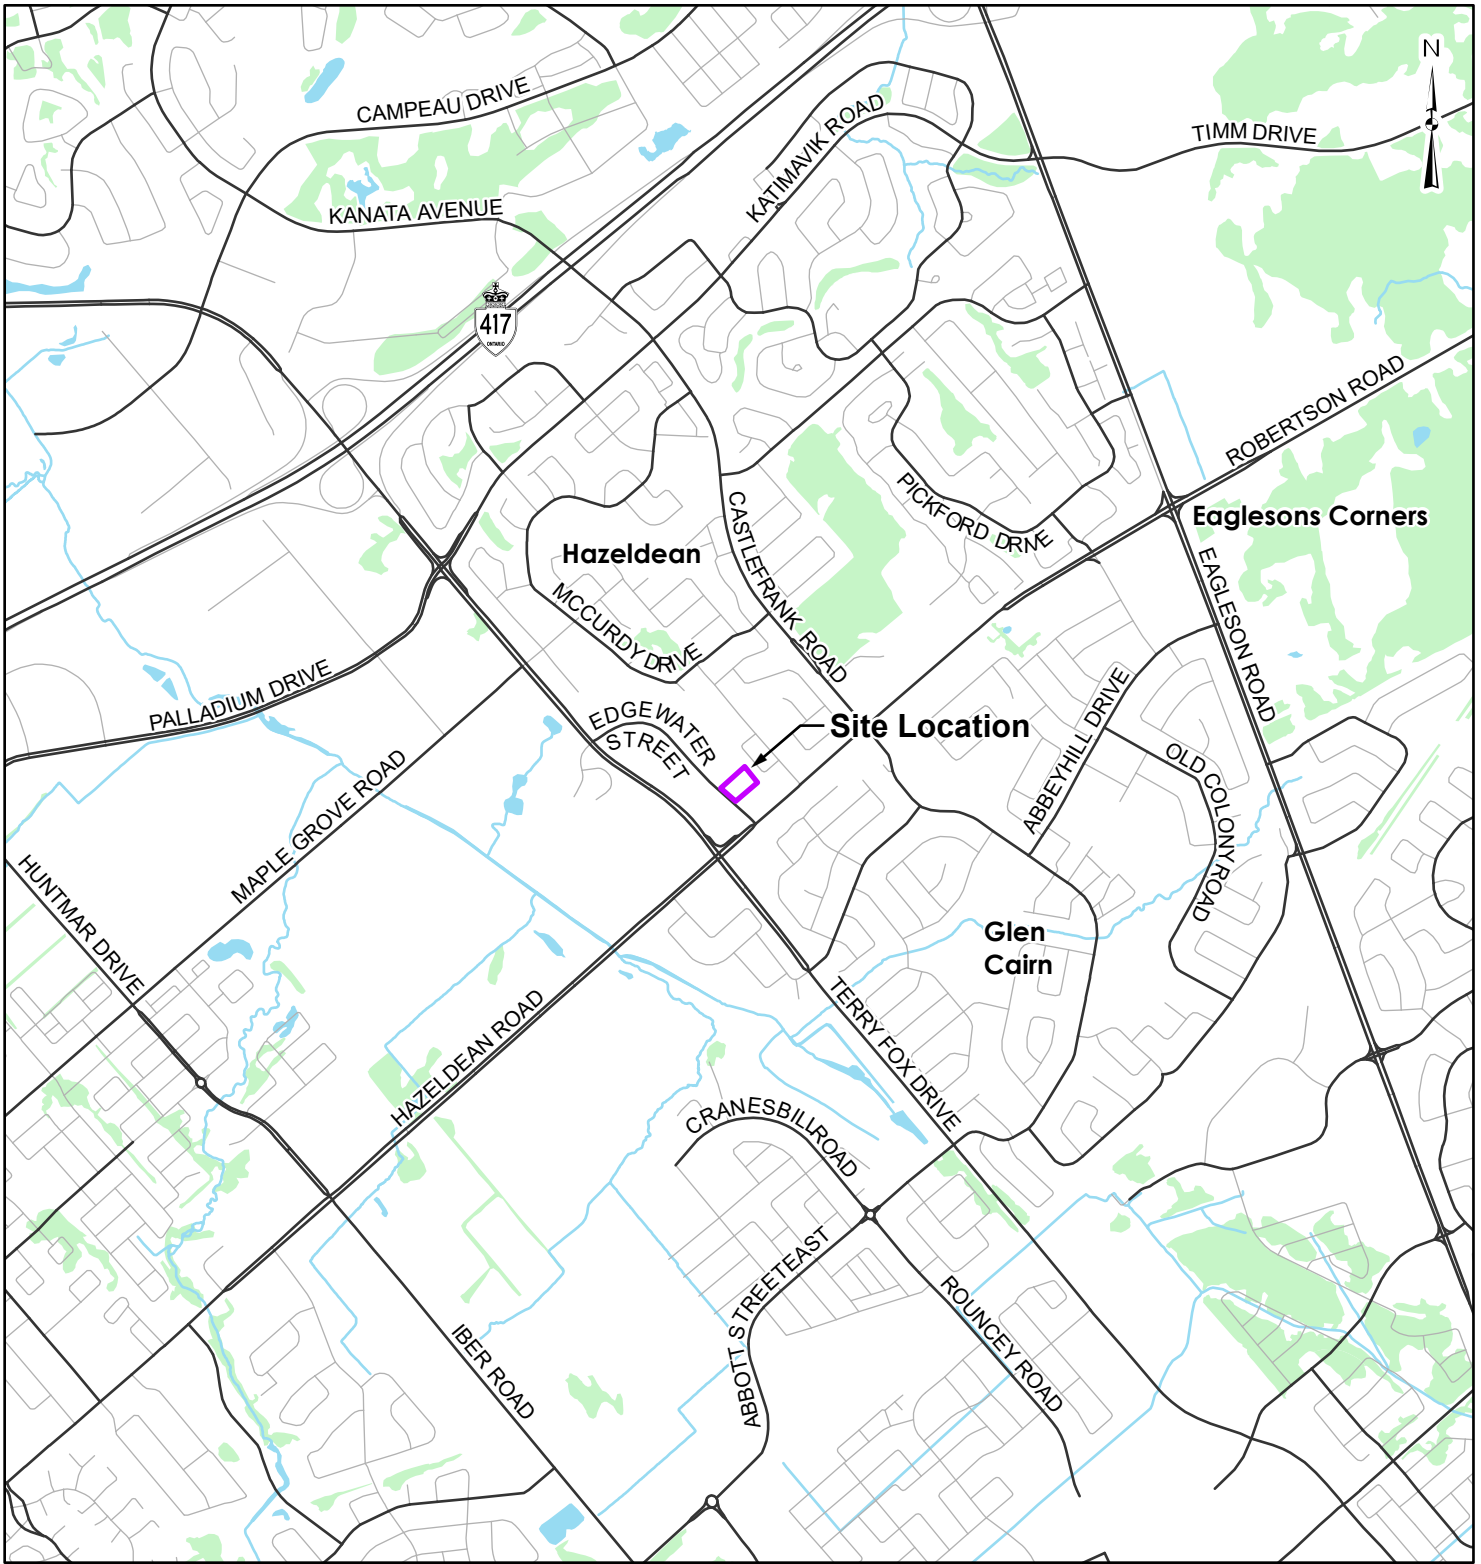 N
CAMPEAU DRIVE
KATIMAVIK ROAD
TIMM DRIVE
KANATA AVENUE
417
ONTARIO
ROBERTSON ROAD
PICKFORD DRIVE
Eaglesons Corners
CASTLEFRANK ROAD
Hazeldean
MCCURDY DRIVE
EAGLESON ROAD
PALLADIUM DRIVE
EDGEWATER
STREET
Site Location
ABBEYHILL DRIVE
OLD COLONY ROAD
MAPLE GROVE ROAD
HUNTMAR DRIVE
Glen
Cairn
HAZELDEAN ROAD
TERRY FOX DRIVE
CRANESBILL ROAD
ABBOTT STREET EAST
ROUNCEY ROAD
IBER ROAD